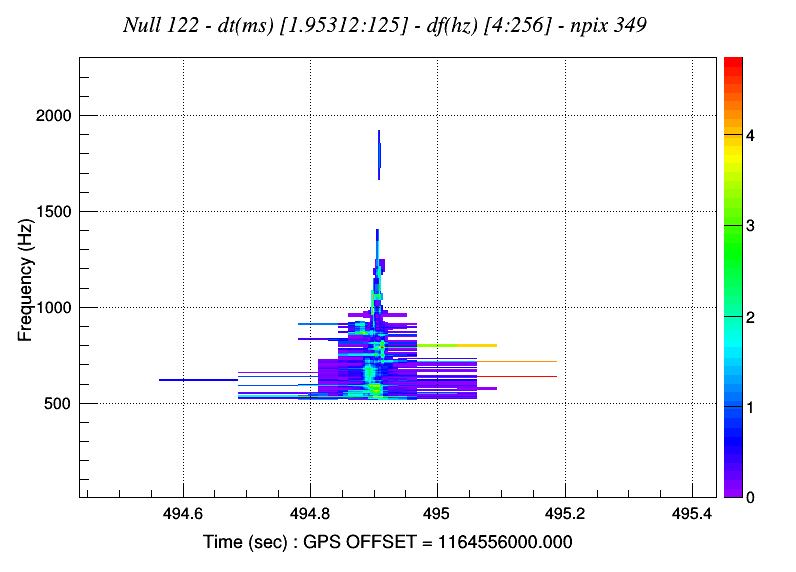 Null 122 - dt(ms) [1.95312:125] - df(hz) [4:256] - npix 349
Frequency (Hz)
2000
1500
1000
500
4
3
2
1
0
494.6 494.8 495 495.2 495.4
Time (sec) : GPS OFFSET = 1164556000.000